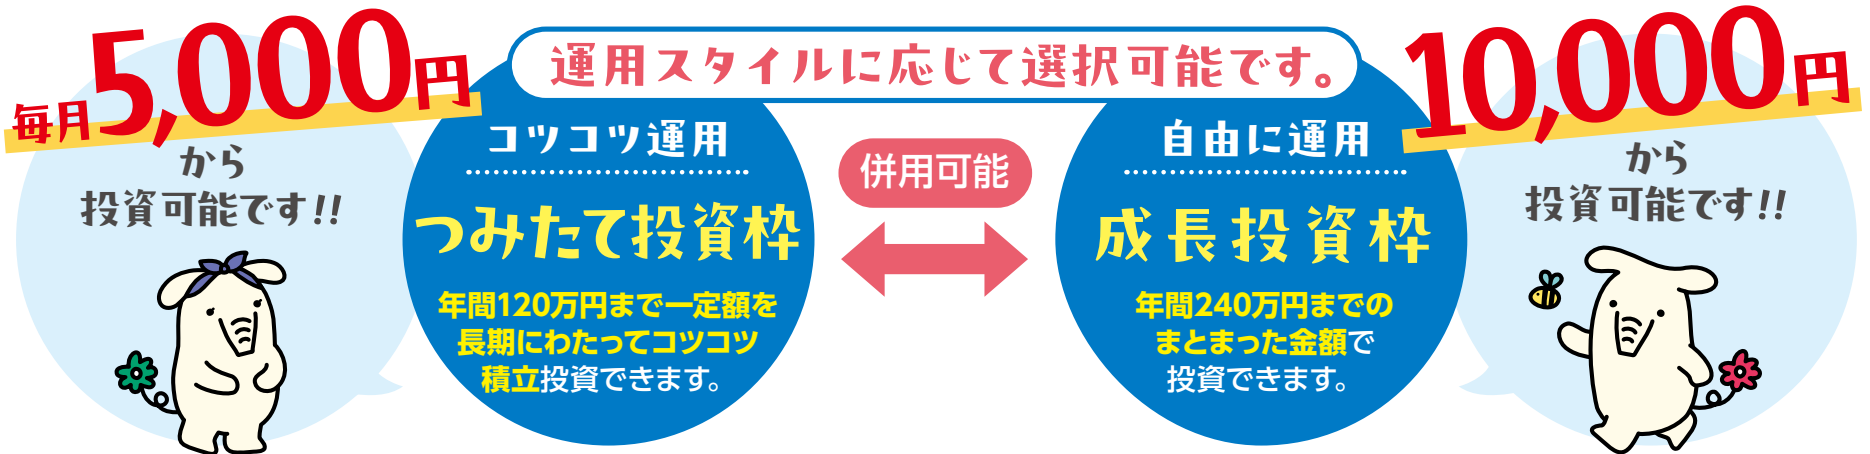 運用スタイルに応じて選択可能です。
毎月5,000円
から
投資可能です!!
コツコツ運用
つみたて投資枠
年間120万円まで一定額を
長期にわたってコツコツ
積立投資できます。
併用可能
自由に運用
成長投資枠
年間240万円までの
まとまった金額で
投資できます。
10,000円
から
投資可能です!!